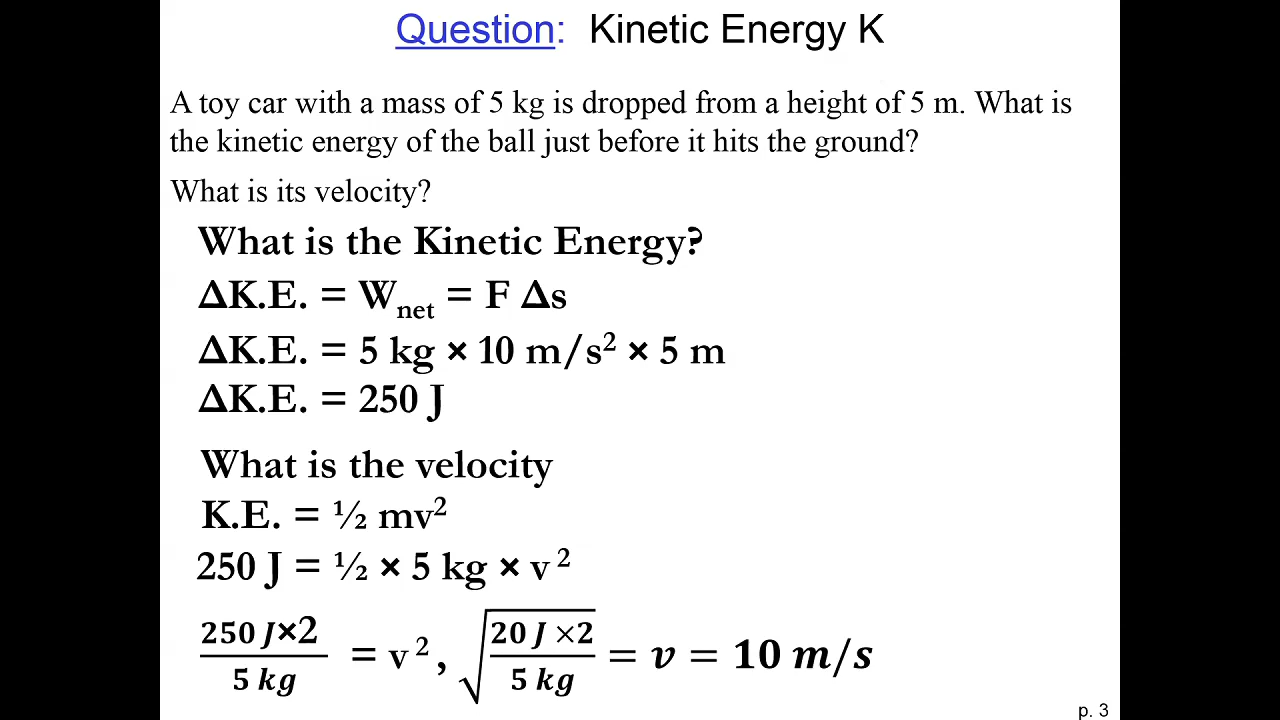 Question: Kinetic Energy K
A toy car with a mass of 5 kg is dropped from a height of 5 m. What is
the kinetic energy of the ball just before it hits the ground?
What is its velocity?
What is the Kinetic Energy?
ΔK.E. = Wnet = F Δs
ΔK.E. = 5 kg × 10 m/s² × 5 m
ΔK.E. = 250 J
What is the velocity
K.E. = ½ mv²
250 J = ½ × 5 kg × v ²
250 J×2 / 5 kg = v ² , √(20 J ×2 / 5 kg) = v = 10 m/s
p. 3